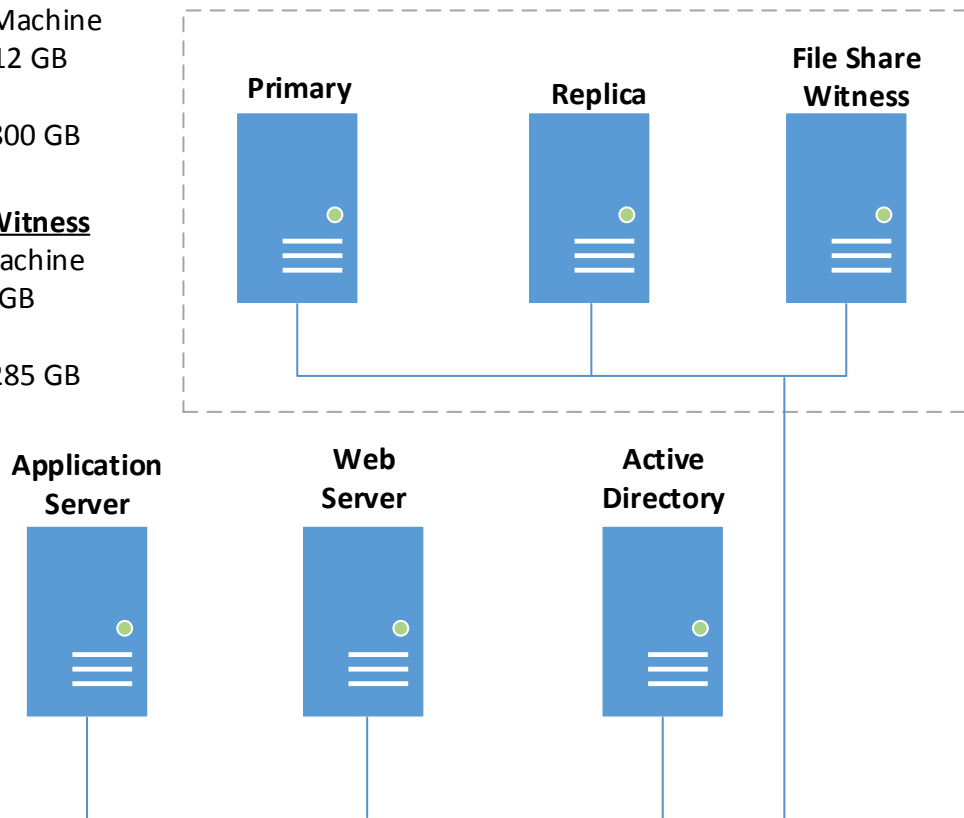 Machine
12 GB
800 GB
Witness
achine
GB
285 GB
Primary
Replica
File Share
Witness
Application
Server
Web
Server
Active
Directory